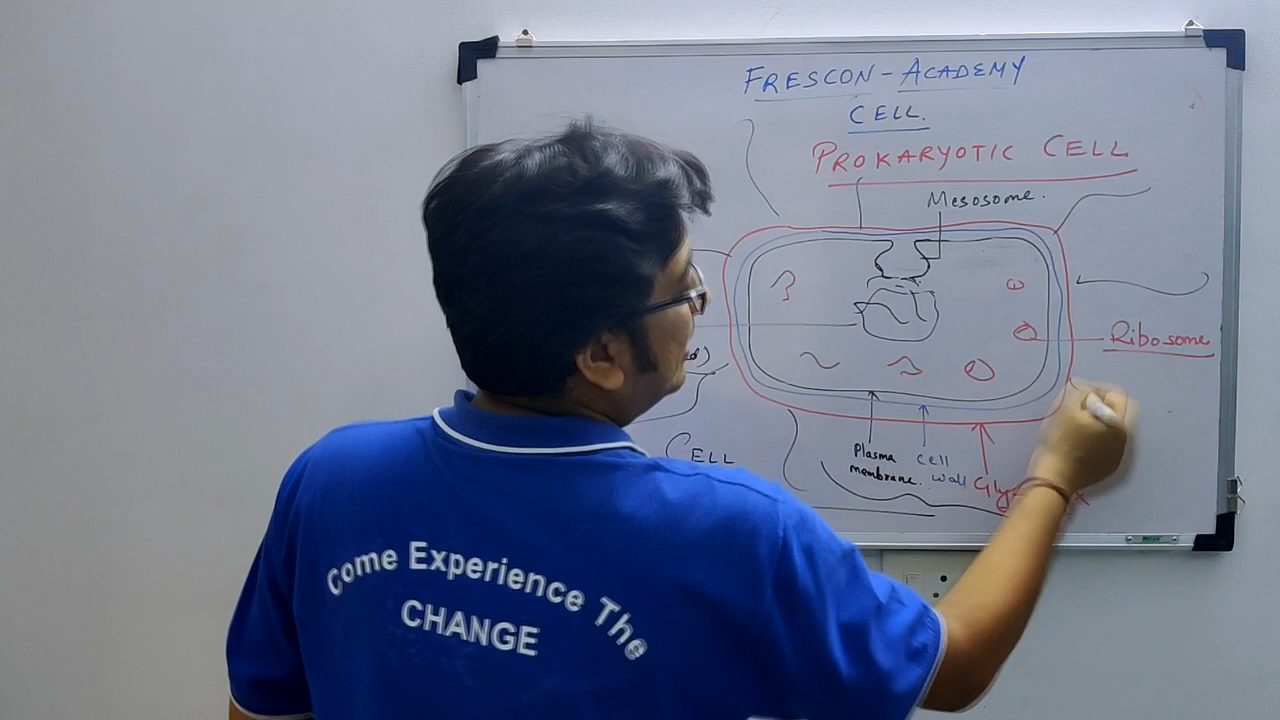 FRESCON - ACADEMY
CELL.
PROKARYOTIC CELL
Mesosome.
Ribosome
CELL
Plasma membrane.
cell wall
Come Experience The
CHANGE